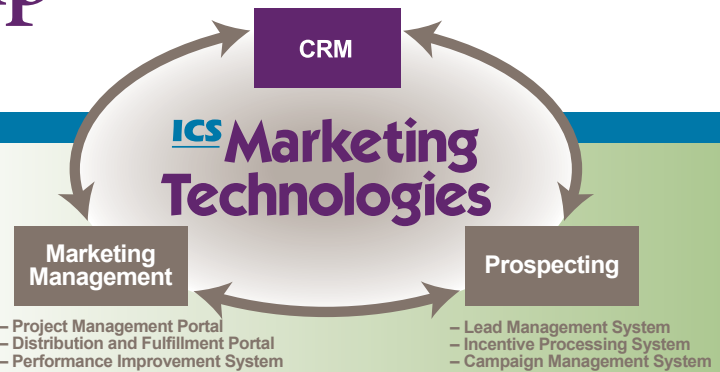 p
CRM
ICS Marketing
Technologies
Marketing
Management
– Project Management Portal
– Distribution and Fulfillment Portal
– Performance Improvement System
Prospecting
– Lead Management System
– Incentive Processing System
– Campaign Management System